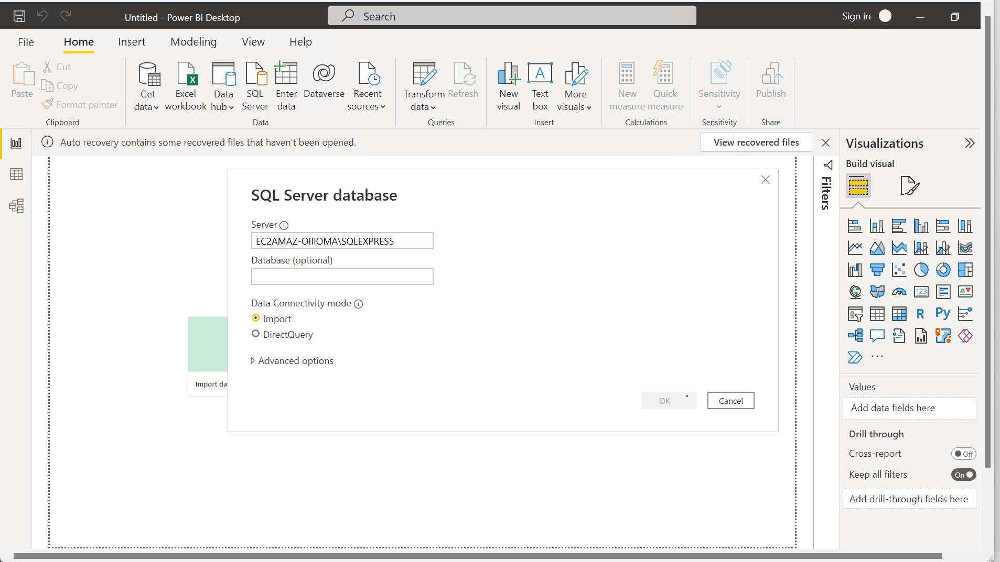 Untitled - Power BI Desktop
Search
Sign in
File
Home
Insert
Modeling
View
Help
Paste
Cut
Copy
Format painter
Clipboard
Get
data
Excel
workbook
Data
hub
SQL
Server
Enter
data
Dataverse
Recent
sources
Data
Transform
data
Refresh
Queries
New
visual
Text
box
More
visuals
Insert
New
measure
Quick
measure
Calculations
Sensitivity
Sensitivity
Publish
Share
Auto recovery contains some recovered files that haven't been opened.
View recovered files
Filters
Visualizations
Build visual
SQL Server database
Server
EC2AMAZ-OIIIOMA\SQLEXPRESS
Database (optional)
Data Connectivity mode
Import
DirectQuery
Advanced options
OK
Cancel
Import da
123
R
Py
Values
Add data fields here
Drill through
Cross-report
Off
Keep all filters
On
Add drill-through fields here